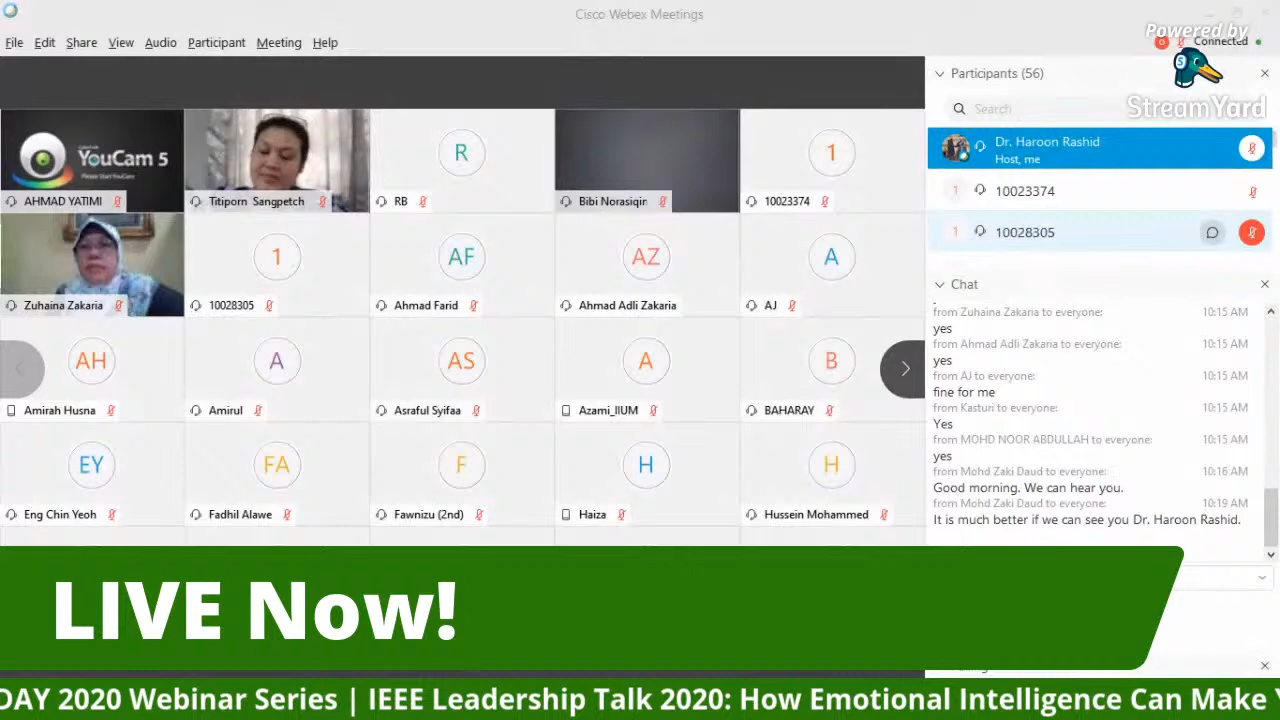 Cisco Webex Meetings
File Edit Share View Audio Participant Meeting Help
Powered by
Connected
StreamYard
YouCam 5
AHMAD YATIMI
Titiporn Sangpetch
R
RB
Bibi Norasiqin
1
10023374
Zuhaina Zakaria
1
10028305
AF
Ahmad Farid
AZ
Ahmad Adli Zakaria
A
AJ
AH
Amirah Husna
A
Amirul
AS
Asraful Syifaa
A
Azami_IIUM
B
BAHARAY
EY
Eng Chin Yeoh
FA
Fadhil Alawe
F
Fawnizu (2nd)
H
Haiza
H
Hussein Mohammed
Participants (56)
Search
Dr. Haroon Rashid
Host, me
1 10023374
1 10028305
Chat
from Zuhaina Zakaria to everyone: 10:15 AM
yes
from Ahmad Adli Zakaria to everyone: 10:15 AM
yes
from AJ to everyone: 10:15 AM
fine for me
from Kasturi to everyone: 10:15 AM
Yes
from MOHD NOOR ABDULLAH to everyone: 10:15 AM
yes
from Mohd Zaki Daud to everyone: 10:16 AM
Good morning. We can hear you.
from Mohd Zaki Daud to everyone: 10:19 AM
It is much better if we can see you Dr. Haroon Rashid.
LIVE Now!
DAY 2020 Webinar Series | IEEE Leadership Talk 2020: How Emotional Intelligence Can Make